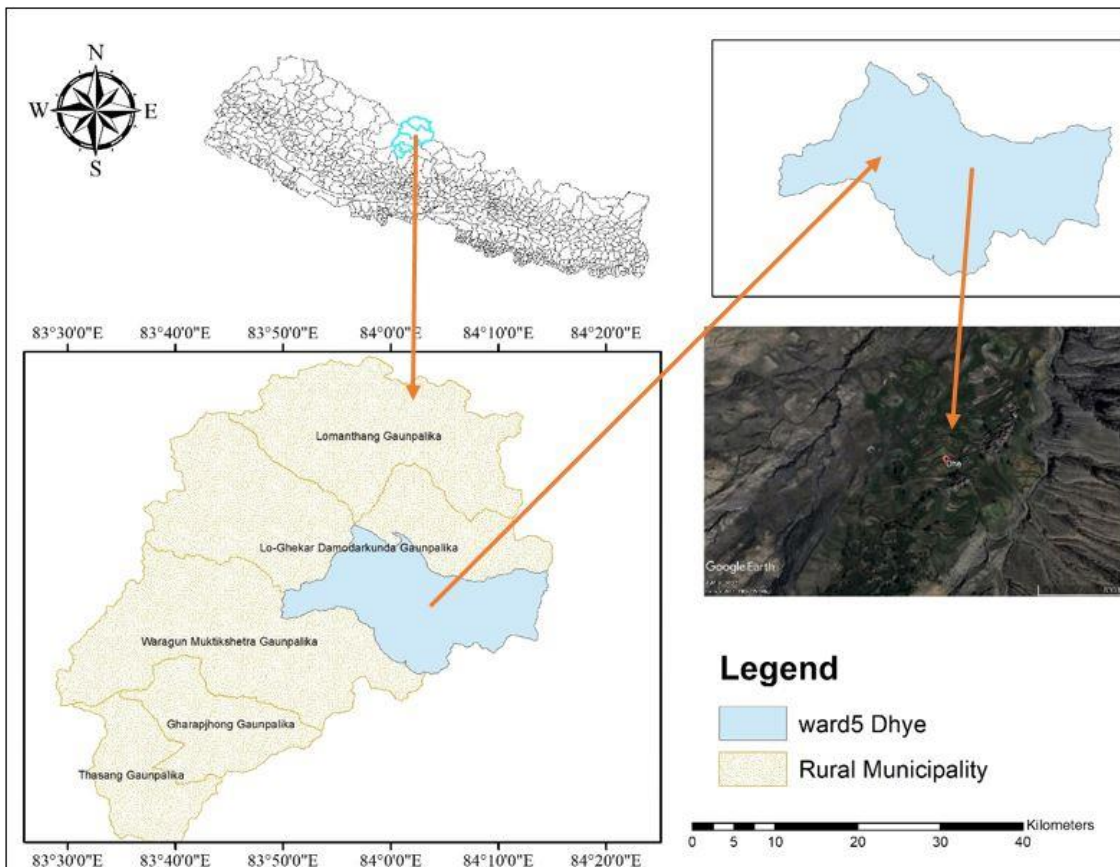 N
W E
S
83°30'0"E 83°40'0"E 83°50'0"E 84°0'0"E 84°10'0"E 84°20'0"E
Lomanthang Gaunpalika
Lo-Ghekar Damodarkunda Gaunpalika
Waragun Muktikshetra Gaunpalika
Gharapjhong Gaunpalika
Thasang Gaunpalika
83°30'0"E 83°40'0"E 83°50'0"E 84°0'0"E 84°10'0"E 84°20'0"E
Dhe
Google Earth
Legend
ward5 Dhye
Rural Municipality
Kilometers
0 5 10 20 30 40